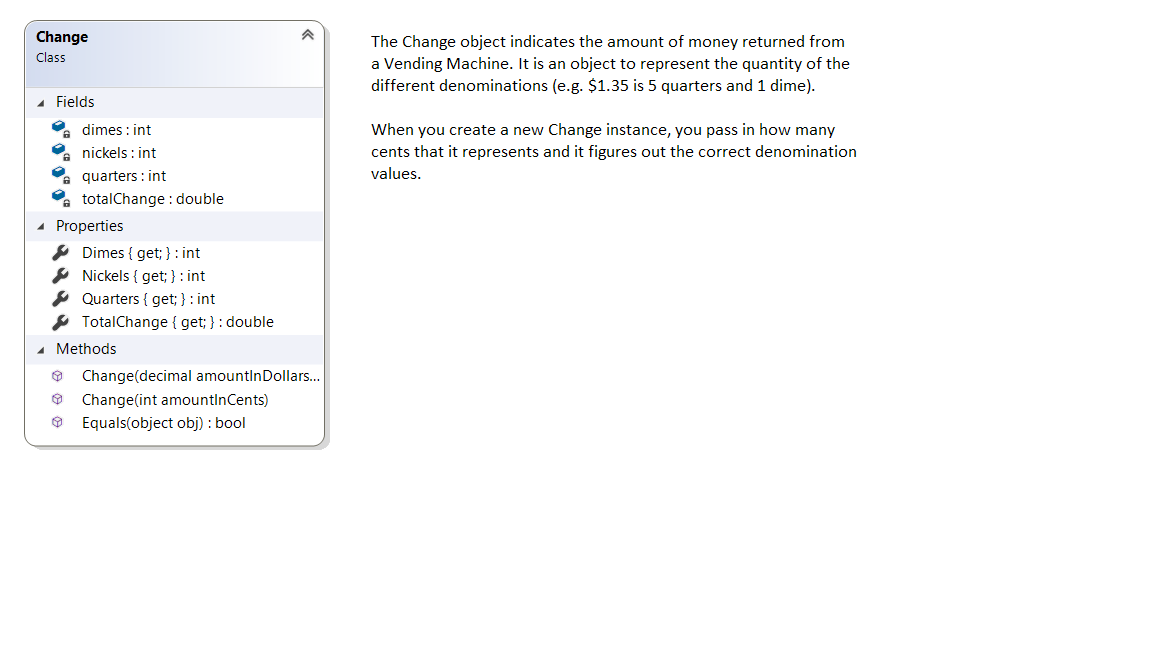 Change
Class
Fields
dimes : int
nickels : int
quarters : int
totalChange : double
Properties
Dimes { get; } : int
Nickels { get; } : int
Quarters { get; } : int
TotalChange { get; } : double
Methods
Change(decimal amountInDollars...
Change(int amountInCents)
Equals(object obj) : bool
The Change object indicates the amount of money returned from
a Vending Machine. It is an object to represent the quantity of the
different denominations (e.g. $1.35 is 5 quarters and 1 dime).
When you create a new Change instance, you pass in how many
cents that it represents and it figures out the correct denomination
values.